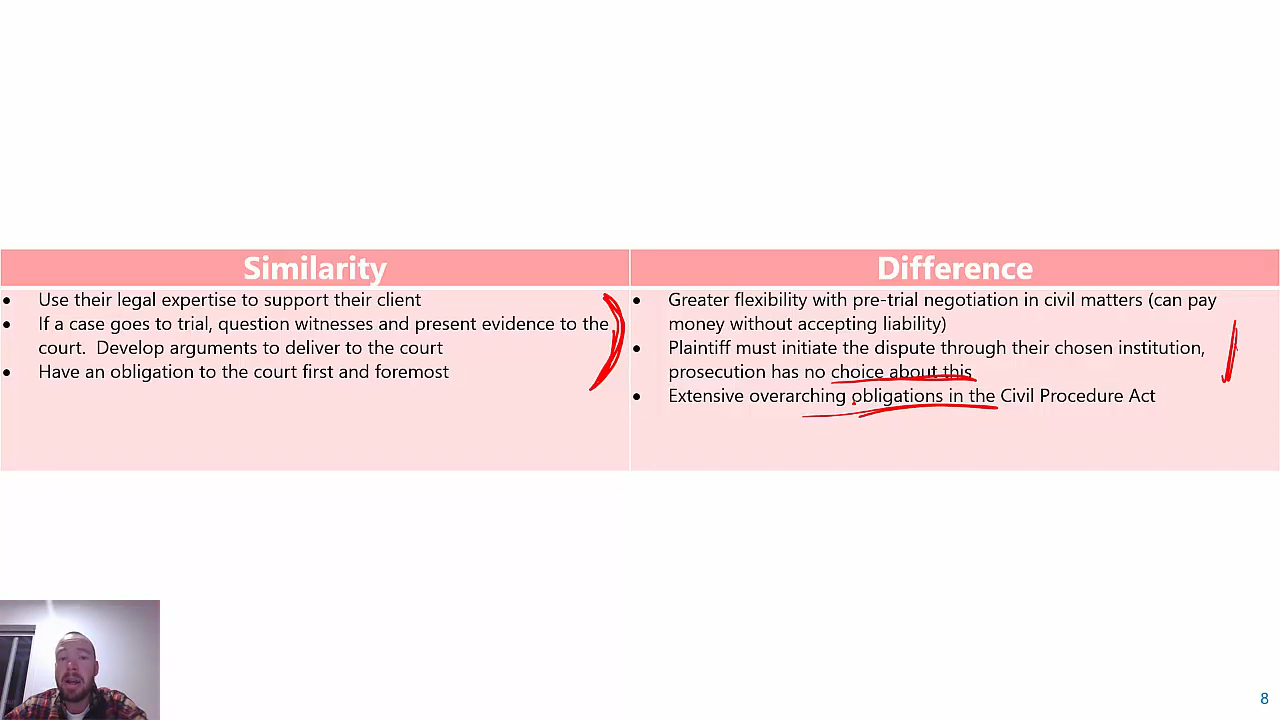 Similarity
• Use their legal expertise to support their client
• If a case goes to trial, question witnesses and present evidence to the
court.  Develop arguments to deliver to the court
• Have an obligation to the court first and foremost
Difference
• Greater flexibility with pre-trial negotiation in civil matters (can pay
money without accepting liability)
• Plaintiff must initiate the dispute through their chosen institution,
prosecution has no choice about this
• Extensive overarching obligations in the Civil Procedure Act
8